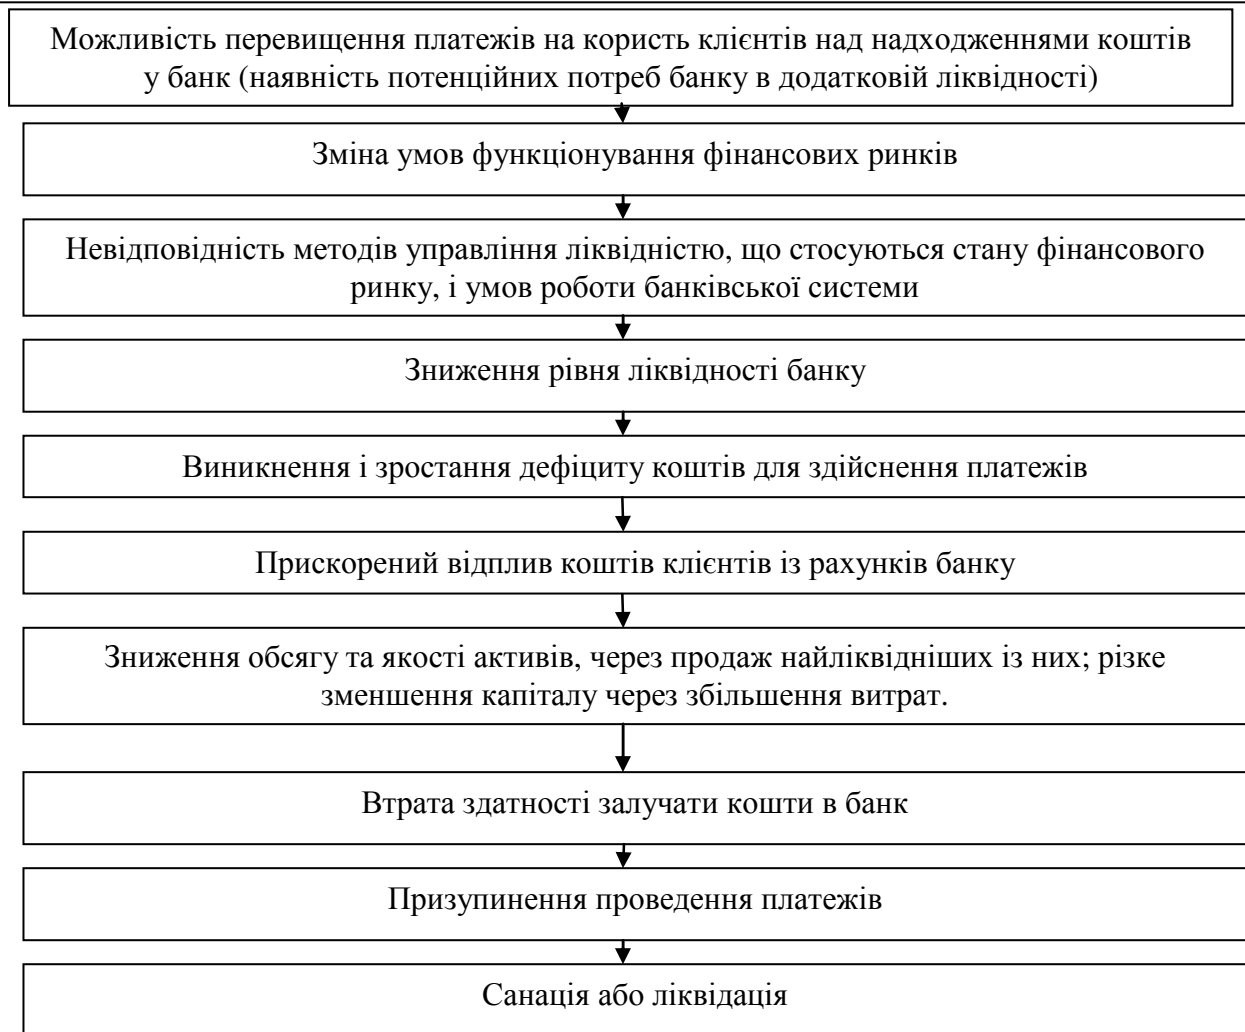 Можливість перевищення платежів на користь клієнтів над надходженнями коштів
у банк (наявність потенційних потреб банку в додатковій ліквідності)
Зміна умов функціонування фінансових ринків
Невідповідність методів управління ліквідністю, що стосуються стану фінансового
ринку, і умов роботи банківської системи
Зниження рівня ліквідності банку
Виникнення і зростання дефіциту коштів для здійснення платежів
Прискорений відплив коштів клієнтів із рахунків банку
Зниження обсягу та якості активів, через продаж найліквідніших із них; різке
зменшення капіталу через збільшення витрат.
Втрата здатності залучати кошти в банк
Призупинення проведення платежів
Санація або ліквідація